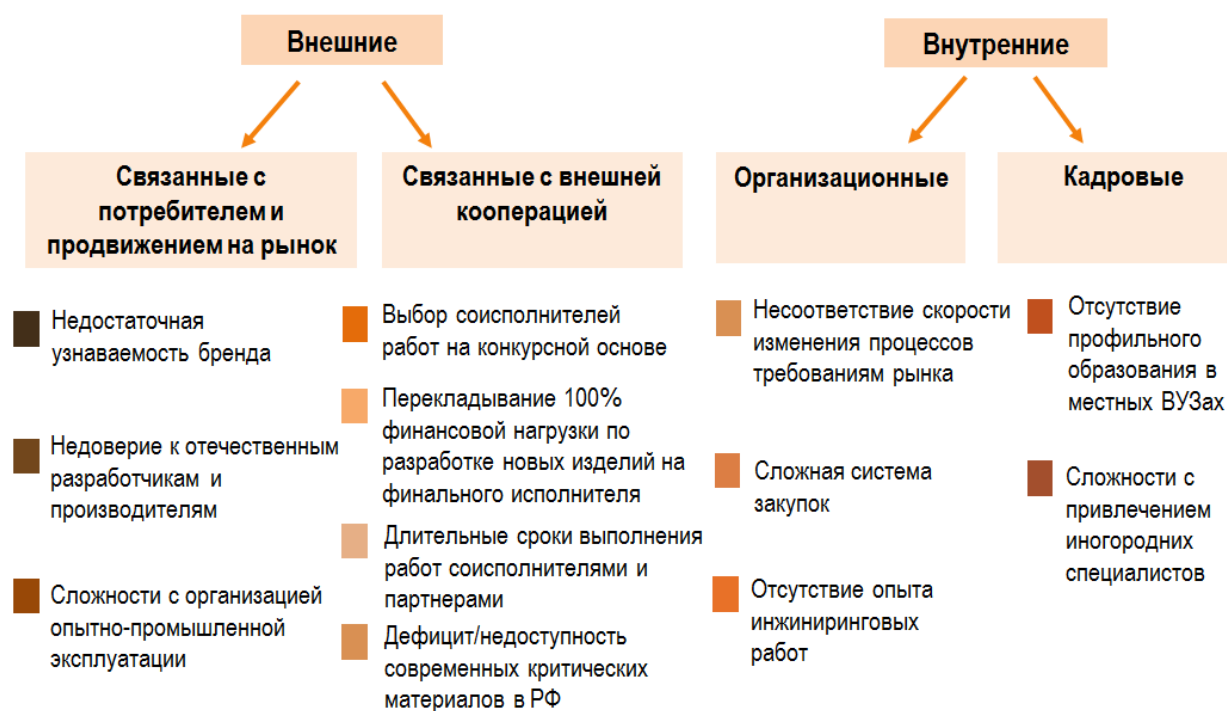 Внешние
Внутренние
Связанные с
потребителем и
продвижением на рынок
Связанные с внешней
кооперацией
Организационные
Кадровые
Недостаточная
узнаваемость бренда
Недоверие к отечественным
разработчикам и
производителям
Сложности с организацией
опытно-промышленной
эксплуатации
Выбор соисполнителей
работ на конкурсной основе
Перекладывание 100%
финансовой нагрузки по
разработке новых изделий на
финального исполнителя
Длительные сроки выполнения
работ соисполнителями и
партнерами
Дефицит/недоступность
современных критических
материалов в РФ
Несоответствие скорости
изменения процессов
требованиям рынка
Сложная система
закупок
Отсутствие опыта
инжиниринговых
работ
Отсутствие
профильного
образования в
местных ВУЗах
Сложности с
привлечением
иногородних
специалистов